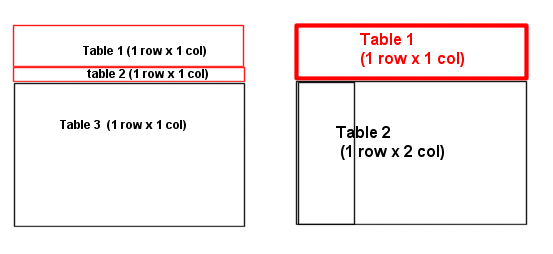 Table 1 (1 row x 1 col)
table 2 (1 row x 1 col)
Table 3 (1 row x 1 col)
Table 1
(1 row x 1 col)
Table 2
(1 row x 2 col)